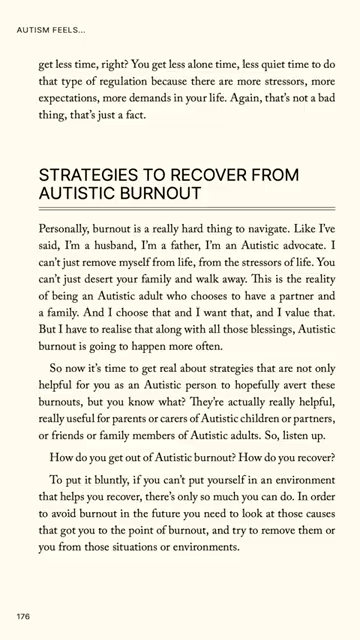 AUTISM FEELS...
get less time, right? You get less alone time, less quiet time to do
that type of regulation because there are more stressors, more
expectations, more demands in your life. Again, that's not a bad
thing, that's just a fact.
STRATEGIES TO RECOVER FROM
AUTISTIC BURNOUT
Personally, burnout is a really hard thing to navigate. Like I've
said, I'm a husband, I'm a father, I'm an Autistic advocate. I
can't just remove myself from life, from the stressors of life. You
can't just desert your family and walk away. This is the reality
of being an Autistic adult who chooses to have a partner and
a family. And I choose that and I want that, and I value that.
But I have to realise that along with all those blessings, Autistic
burnout is going to happen more often.
So now it's time to get real about strategies that are not only
helpful for you as an Autistic person to hopefully avert these
burnouts, but you know what? They're actually really helpful,
really useful for parents or carers of Autistic children or partners,
or friends or family members of Autistic adults. So, listen up.
How do you get out of Autistic burnout? How do you recover?
To put it bluntly, if you can't put yourself in an environment
that helps you recover, there's only so much you can do. In order
to avoid burnout in the future you need to look at those causes
that got you to the point of burnout, and try to remove them or
you from those situations or environments.
176